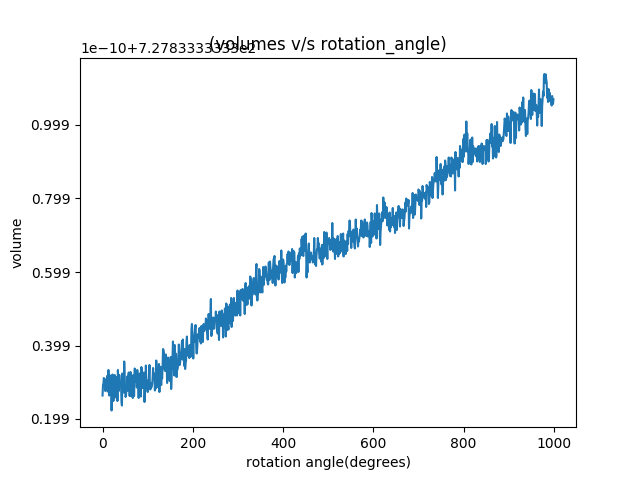 (volumes v/s rotation_angle)
1e−10+7.2783333333e2
0.999
0.799
0.599
0.399
0.199
volume
0 200 400 600 800 1000
rotation angle(degrees)